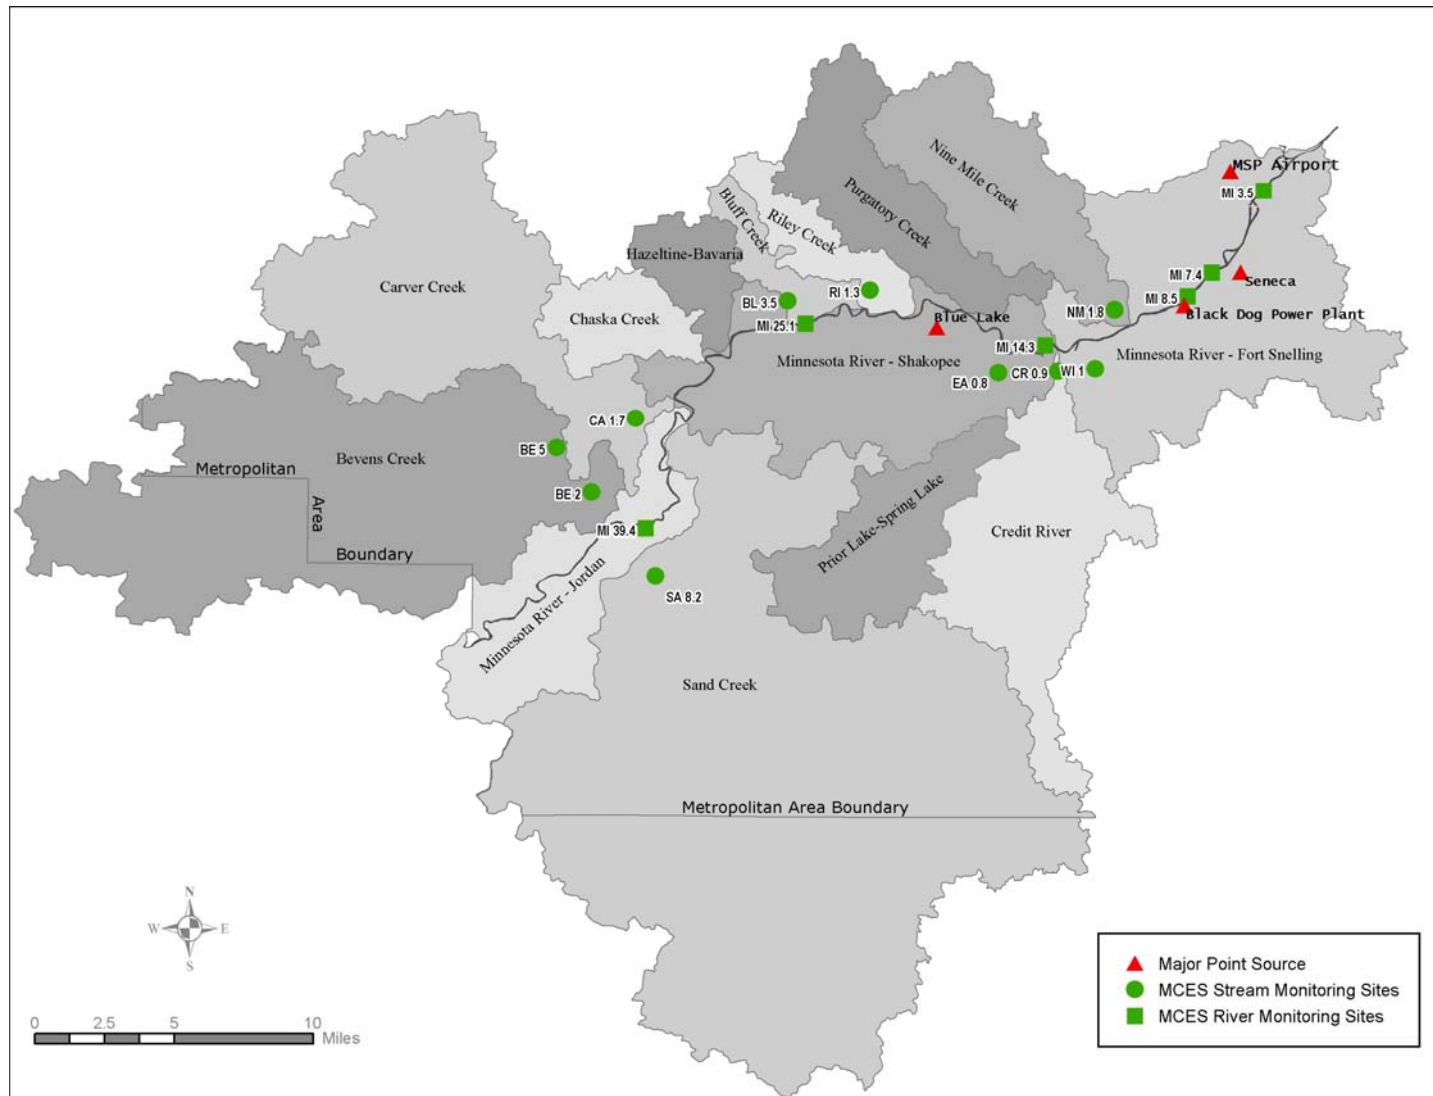 MSP Airport
MI 3.5
Nine Mile Creek
Purgatory Creek
Riley Creek
Bluff Creek
Hazeltine-Bavaria
Carver Creek
Chaska Creek
MI 7.4
Seneca
RI 1.3
BL 3.5
MI 8.5
NM 1.8
Black Dog Power Plant
Blue Lake
MI 25.1
MI 14.3
Minnesota River - Shakopee
Minnesota River - Fort Snelling
EA 0.8
CR 0.9
WI 1
CA 1.7
BE 5
Bevens Creek
Metropolitan
Area
Boundary
BE 2
MI 39.4
Prior Lake-Spring Lake
Credit River
SA 8.2
Minnesota River - Jordan
Sand Creek
Metropolitan Area Boundary
N
W E
S
0 2.5 5 10
Miles
Major Point Source
MCES Stream Monitoring Sites
MCES River Monitoring Sites